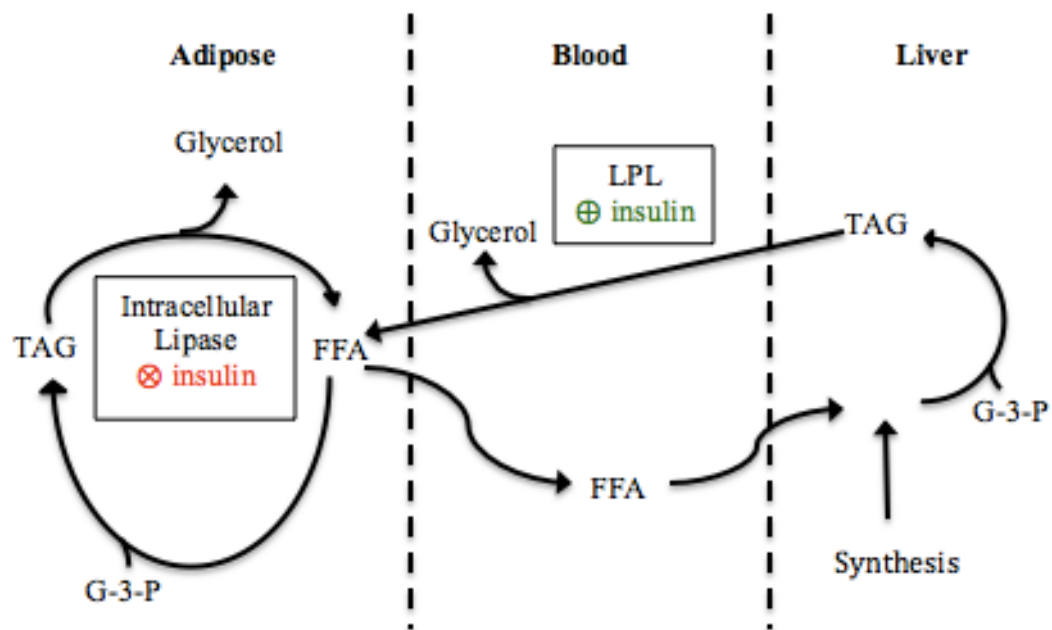 Adipose
Blood
Liver
Glycerol
LPL
⊕ insulin
Glycerol
TAG
Intracellular
Lipase
⊗ insulin
TAG
FFA
G-3-P
FFA
Synthesis
G-3-P